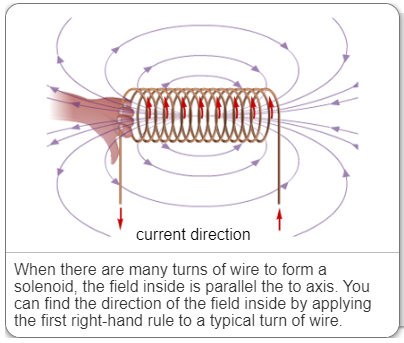 current direction
When there are many turns of wire to form a
solenoid, the field inside is parallel the to axis. You
can find the direction of the field inside by applying
the first right-hand rule to a typical turn of wire.